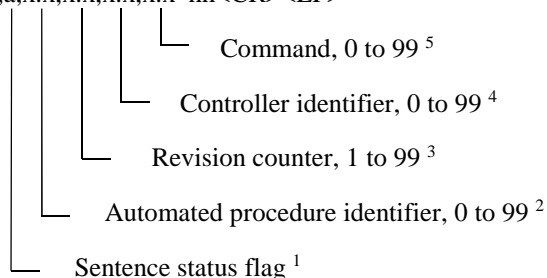 Command, 0 to 99 5
Controller identifier, 0 to 99 4
Revision counter, 1 to 99 3
Automated procedure identifier, 0 to 99 2
Sentence status flag 1